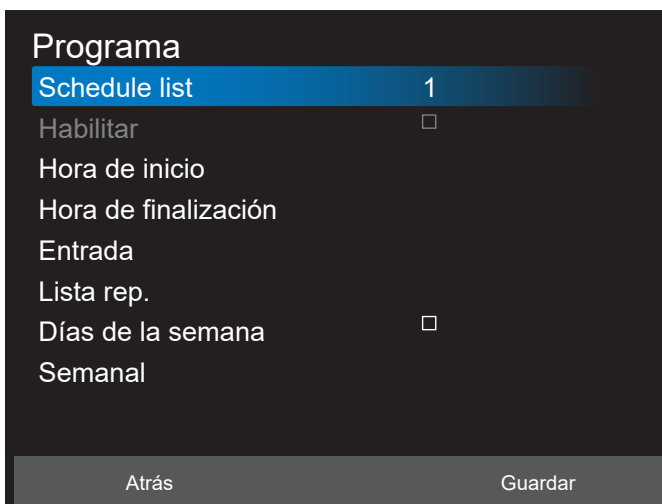 Programa
Schedule list 1
Habilitar
Hora de inicio
Hora de finalización
Entrada
Lista rep.
Días de la semana
Semanal
Atrás Guardar